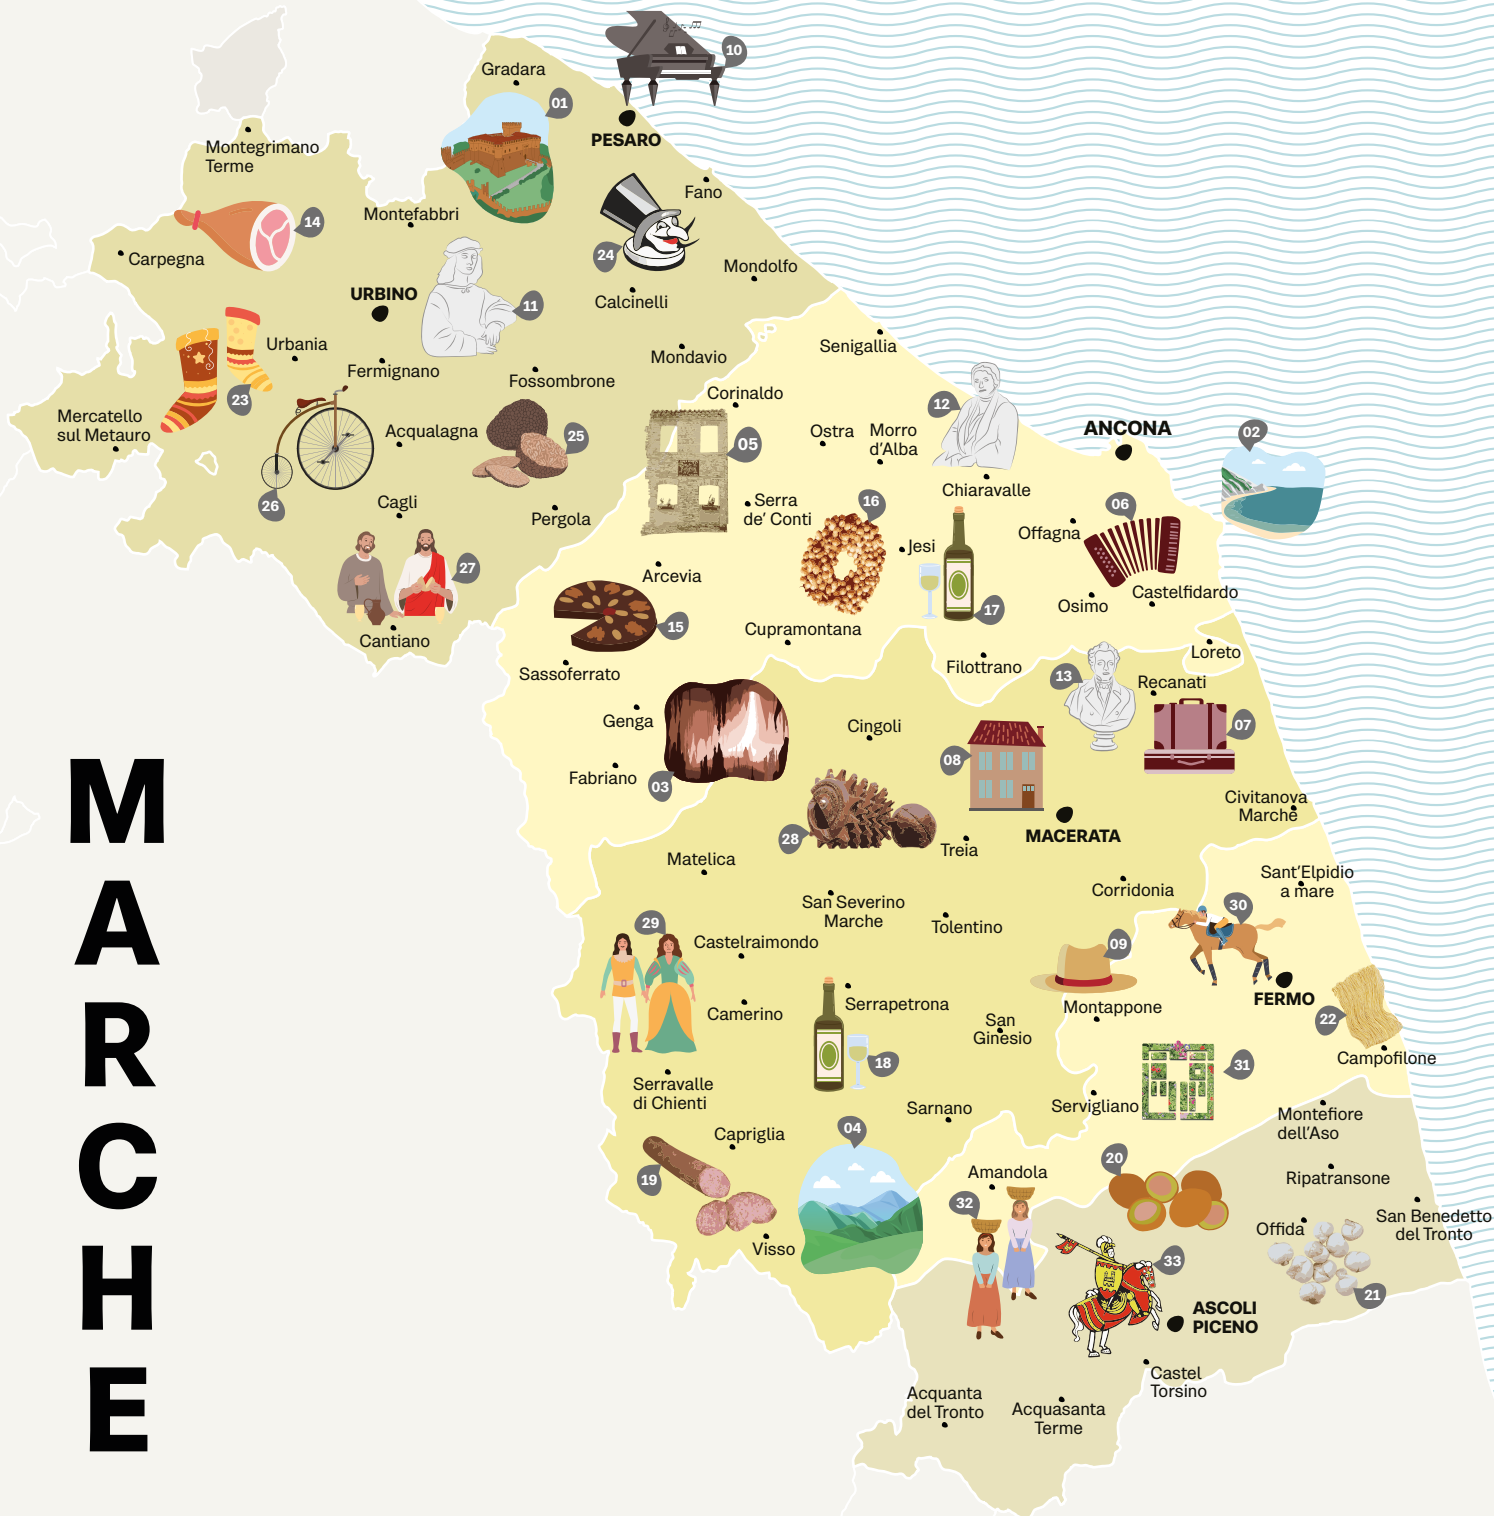 10
Gradara
01
PESARO
Montegrimano
Terme
Fano
14
Montefabbri
24
Carpegna
Mondolfo
URBINO
11
Calcinelli
Urbania
Senigallia
Mondavio
Fermignano
Fossombrone
23
Corinaldo
12
Mercatello
sul Metauro
Acqualagna
25
05
Ostra
Morro
d'Alba
ANCONA
02
26
Cagli
Chiaravalle
Pergola
Serra
de' Conti
16
06
Offagna
Jesi
27
Arcevia
17
Osimo
Castelfidardo
15
Cupramontana
Cantiano
Sassoferrato
Filottrano
Loreto
13
Recanati
Genga
Cingoli
07
08
Fabriano
03
Civitanova
Marche
28
MACERATA
Treia
Matelica
Sant'Elpidio
a mare
Corridonia
San Severino
Marche
30
29
Tolentino
Castelraimondo
09
Camerino
Serrapetrona
FERMO
Montappone
22
San
Ginesio
Campofilone
18
31
Serravalle
di Chienti
Sarnano
Servigliano
Montefiore
dell'Aso
Capriglia
04
20
Amandola
19
Ripatransone
32
Offida
San Benedetto
del Tronto
Visso
33
21
ASCOLI
PICENO
Castel
Torsino
Acquanta
del Tronto
Acquasanta
Terme
MARCHE